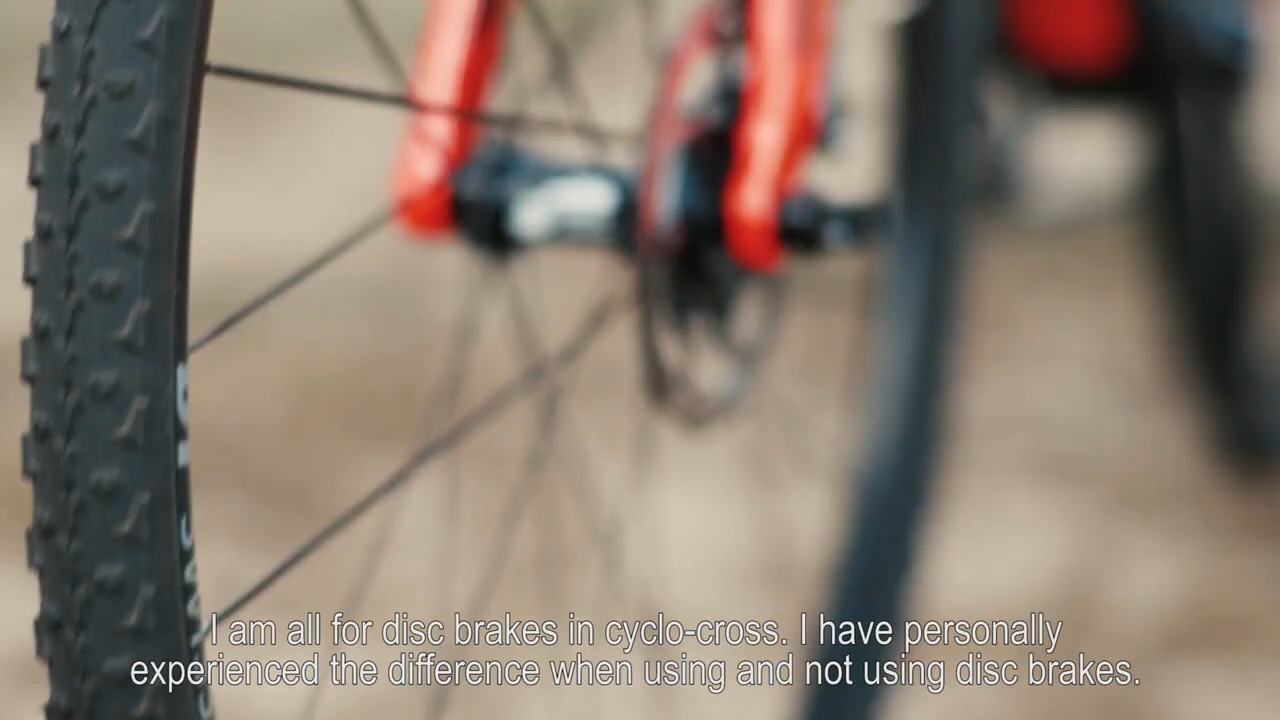 I am all for disc brakes in cyclo-cross. I have personally
experienced the difference when using and not using disc brakes.